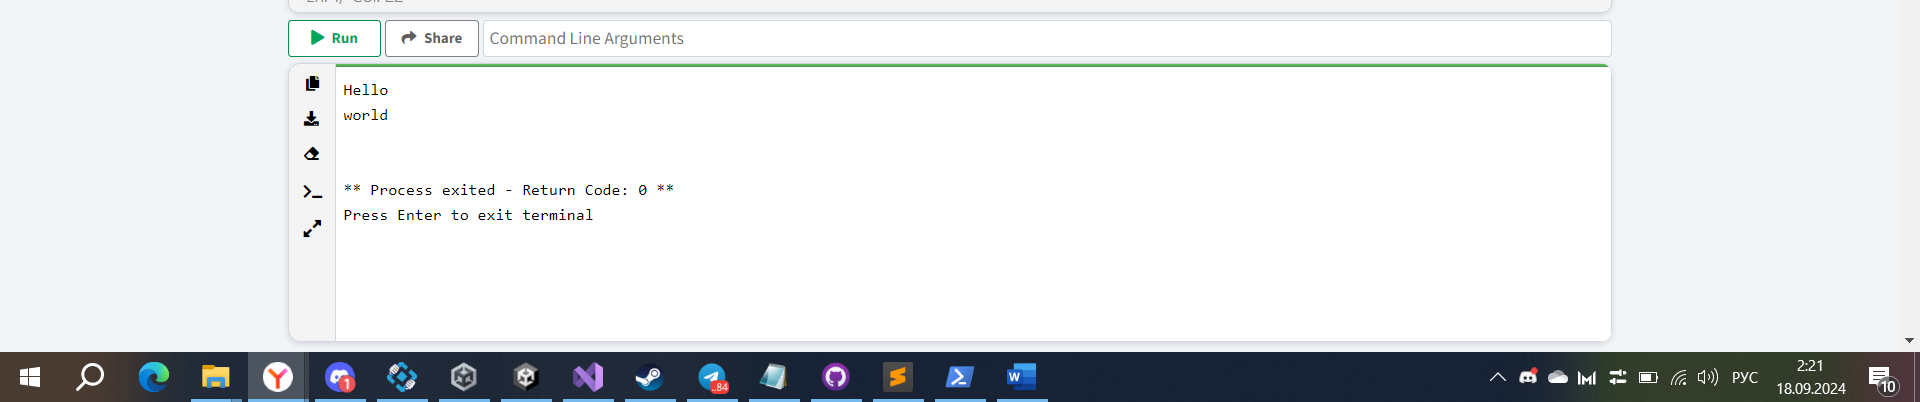 Run Share Command Line Arguments
Hello
world
** Process exited - Return Code: 0 **
Press Enter to exit terminal
1
..84
W
РУС
2:21
18.09.2024
10